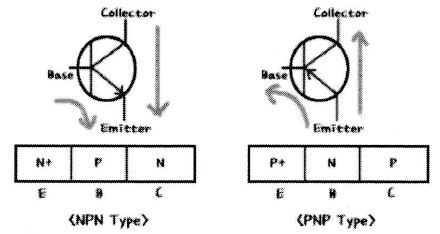 Collector
Base
Emitter
N+ P N
E B C
<NPN Type>
Collector
Base
Emitter
P+ N P
E B C
<PNP Type>